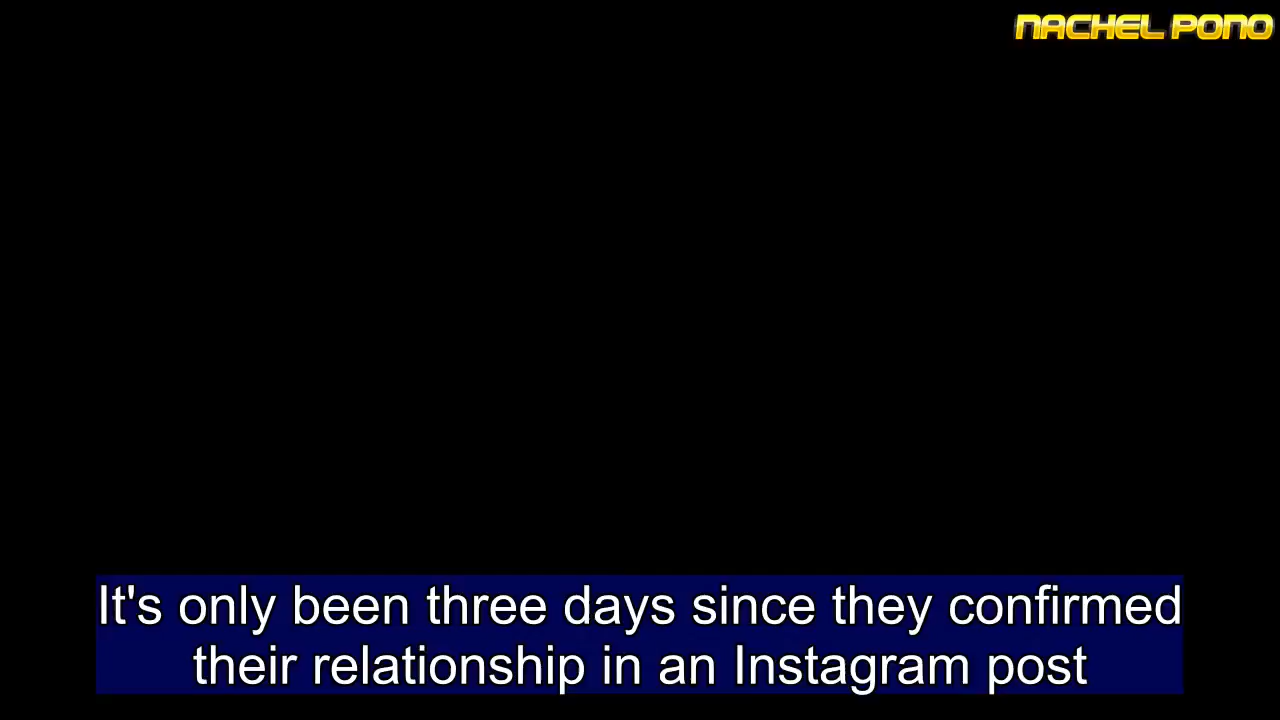 NACHEL PONO
It's only been three days since they confirmed
their relationship in an Instagram post